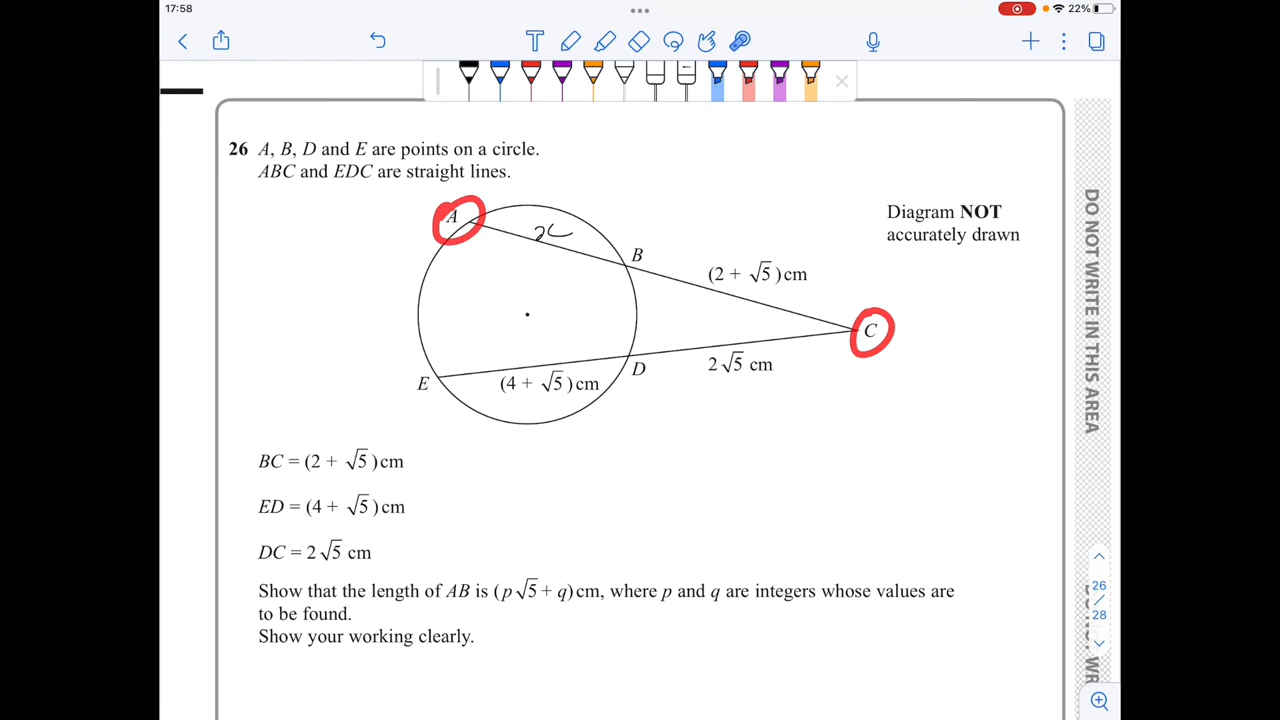 17:58
22%
T
26 A, B, D and E are points on a circle.
ABC and EDC are straight lines.
Diagram NOT
accurately drawn
A
x
B
(2 + √5)cm
C
2√5 cm
D
(4 + √5)cm
E
BC = (2 + √5)cm
ED = (4 + √5)cm
DC = 2√5 cm
Show that the length of AB is (p√5 + q)cm, where p and q are integers whose values are
to be found.
Show your working clearly.
DO NOT WRITE IN THIS AREA
26
28